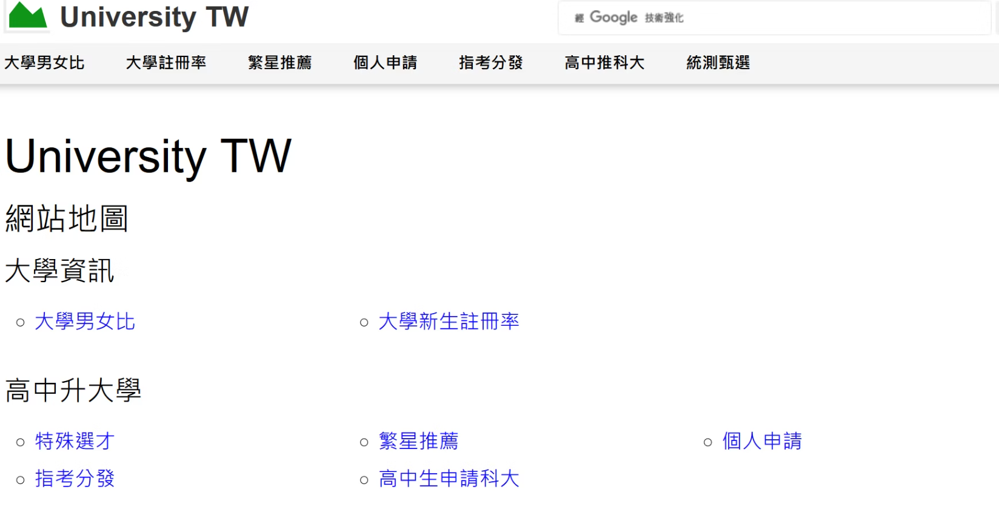 University TW
經 Google 技術強化
大學男女比 大學註冊率 繁星推薦 個人申請 指考分發 高中推科大 統測甄選
University TW
網站地圖
大學資訊
大學男女比 大學新生註冊率
高中升大學
特殊選才 繁星推薦 個人申請
指考分發 高中生申請科大